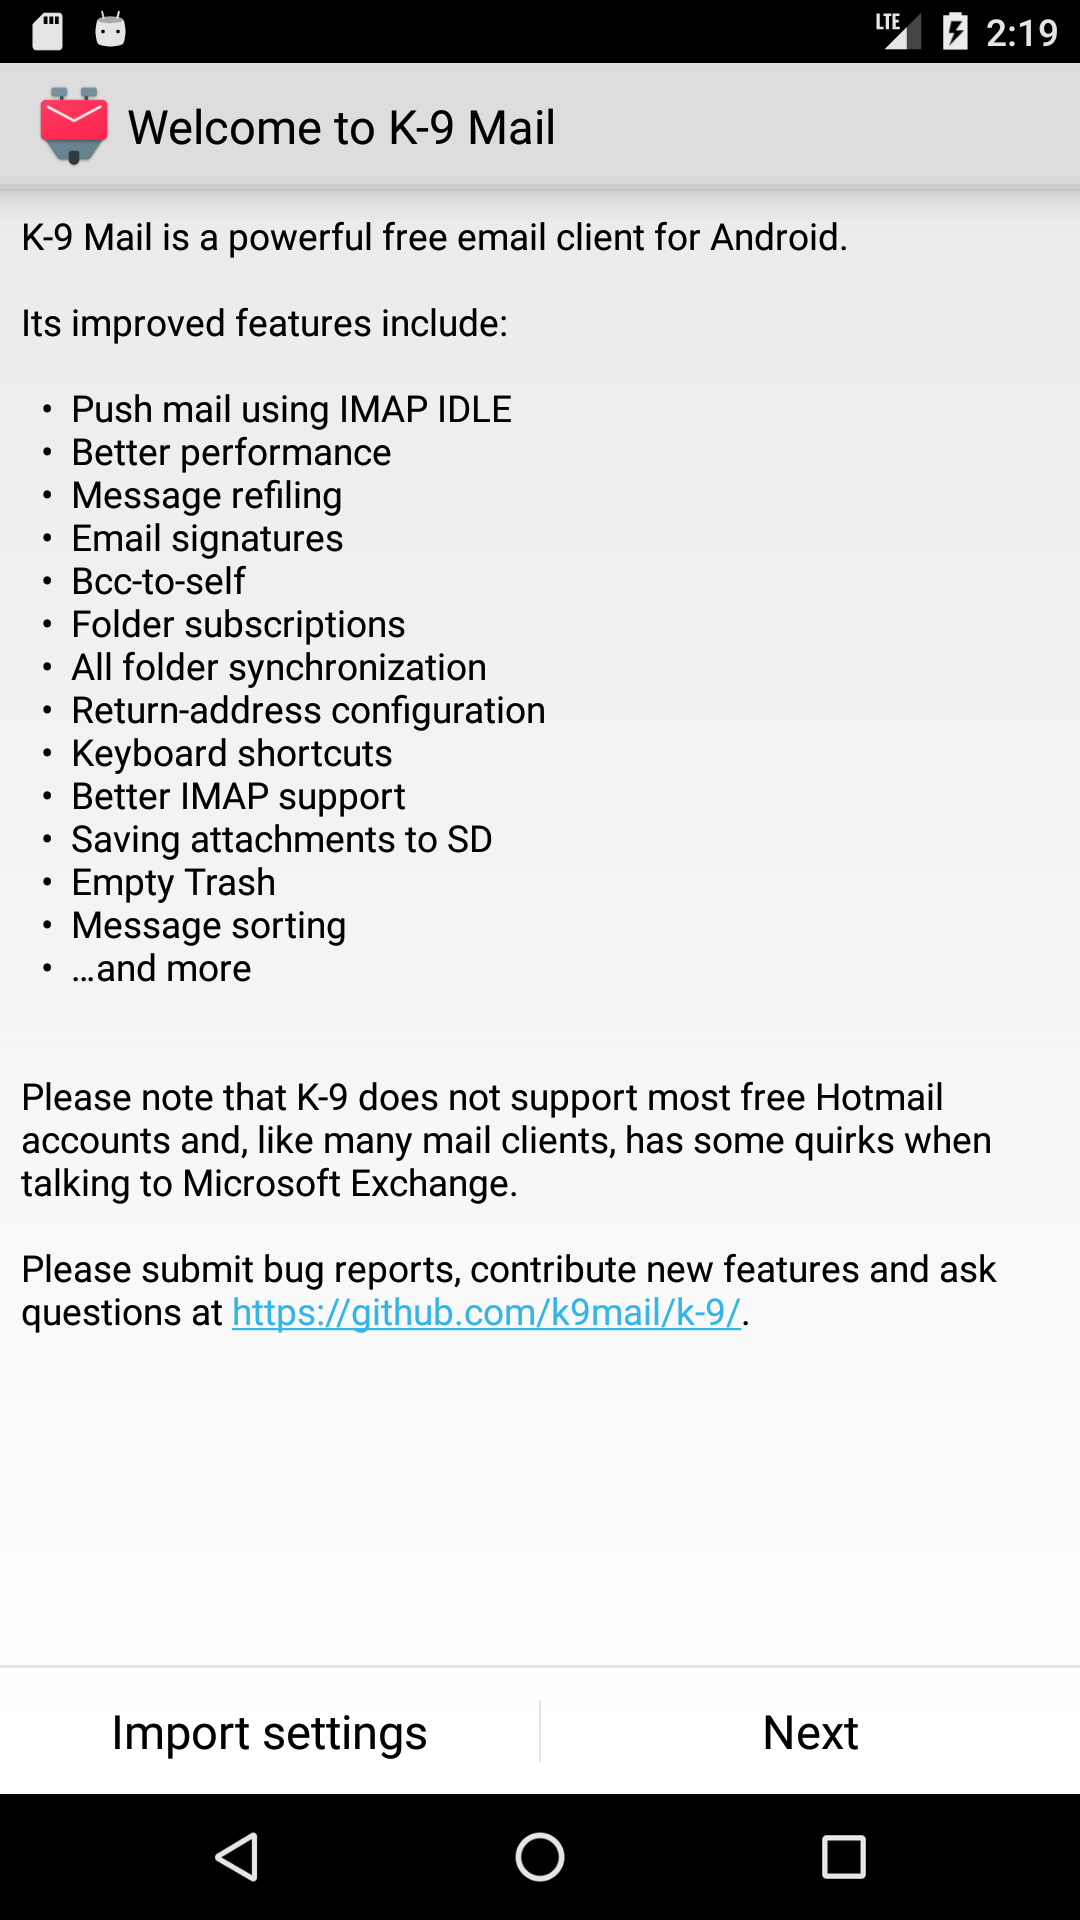 LTE 2:19
Welcome to K-9 Mail
K-9 Mail is a powerful free email client for Android.
Its improved features include:
• Push mail using IMAP IDLE
• Better performance
• Message refiling
• Email signatures
• Bcc-to-self
• Folder subscriptions
• All folder synchronization
• Return-address configuration
• Keyboard shortcuts
• Better IMAP support
• Saving attachments to SD
• Empty Trash
• Message sorting
• …and more
Please note that K-9 does not support most free Hotmail
accounts and, like many mail clients, has some quirks when
talking to Microsoft Exchange.
Please submit bug reports, contribute new features and ask
questions at https://github.com/k9mail/k-9/.
Import settings Next